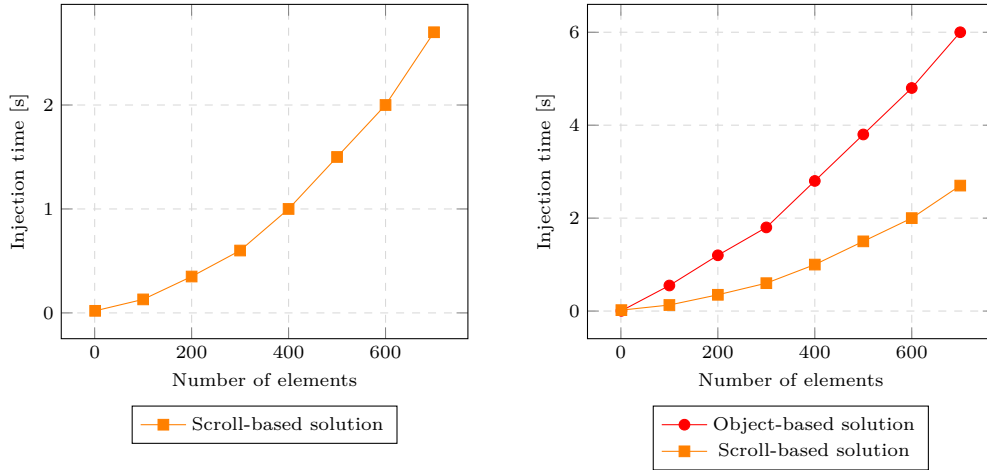 2
1
0
Injection time [s]
0 200 400 600
Number of elements
Scroll-based solution
6
4
2
0
Injection time [s]
0 200 400 600
Number of elements
Object-based solution
Scroll-based solution